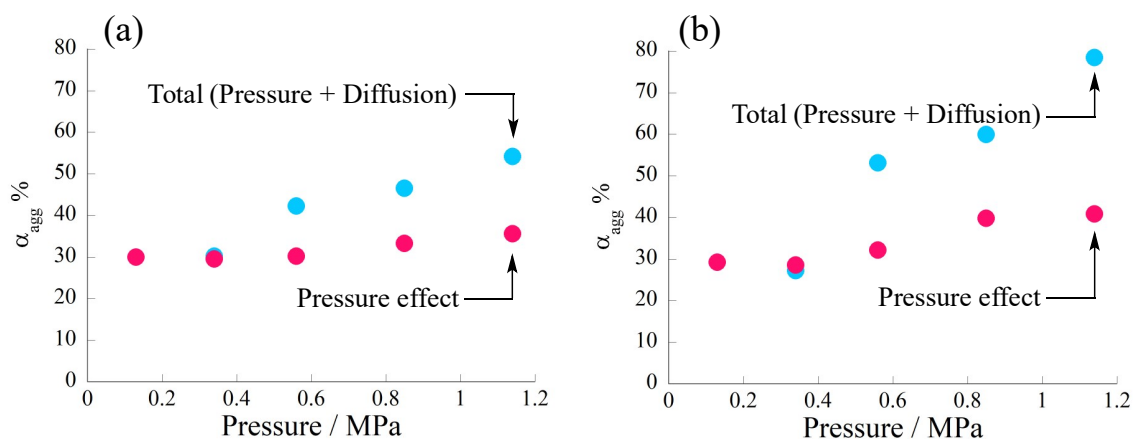 (a)
80
70
60
50
40
30
20
10
0
α_agg %
Total (Pressure + Diffusion)
Pressure effect
0 0.2 0.4 0.6 0.8 1 1.2
Pressure / MPa
(b)
80
70
60
50
40
30
20
10
0
α_agg %
Total (Pressure + Diffusion)
Pressure effect
0 0.2 0.4 0.6 0.8 1 1.2
Pressure / MPa